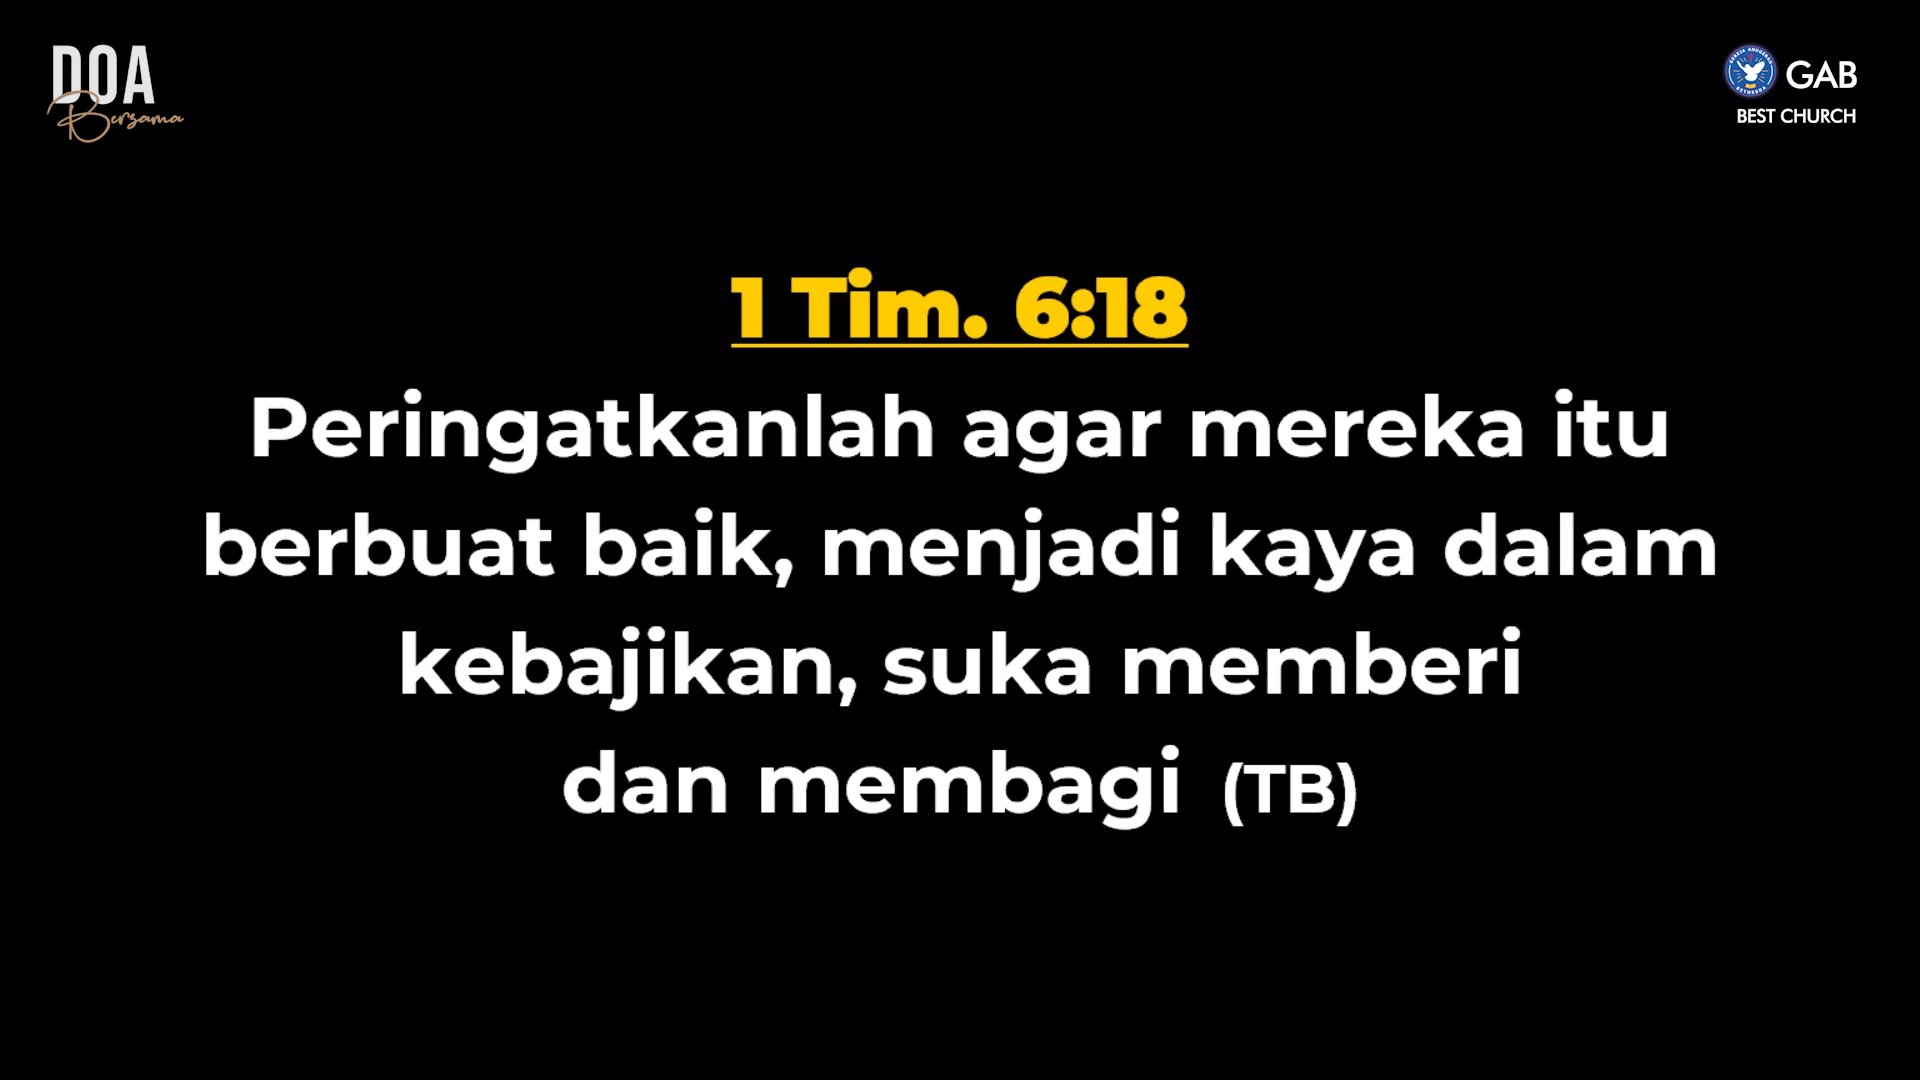 DOA
Bersama
GAB
BEST CHURCH
1 Tim. 6:18
Peringatkanlah agar mereka itu
berbuat baik, menjadi kaya dalam
kebajikan, suka memberi
dan membagi (TB)